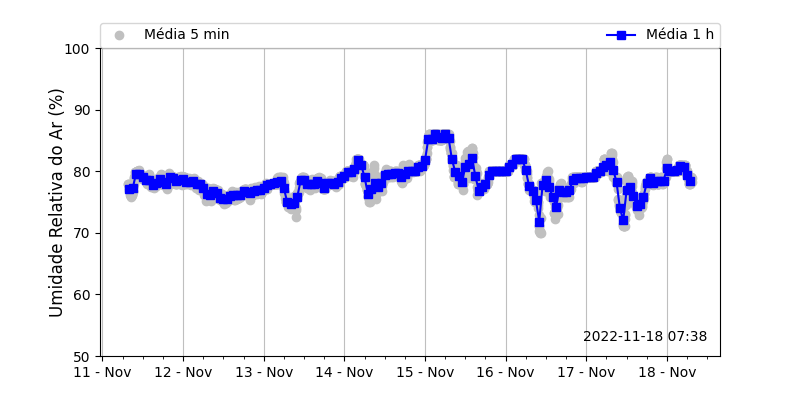 Média 5 min
Média 1 h
Umidade Relativa do Ar (%)
100
90
80
70
60
50
2022-11-18 07:38
11 - Nov
12 - Nov
13 - Nov
14 - Nov
15 - Nov
16 - Nov
17 - Nov
18 - Nov